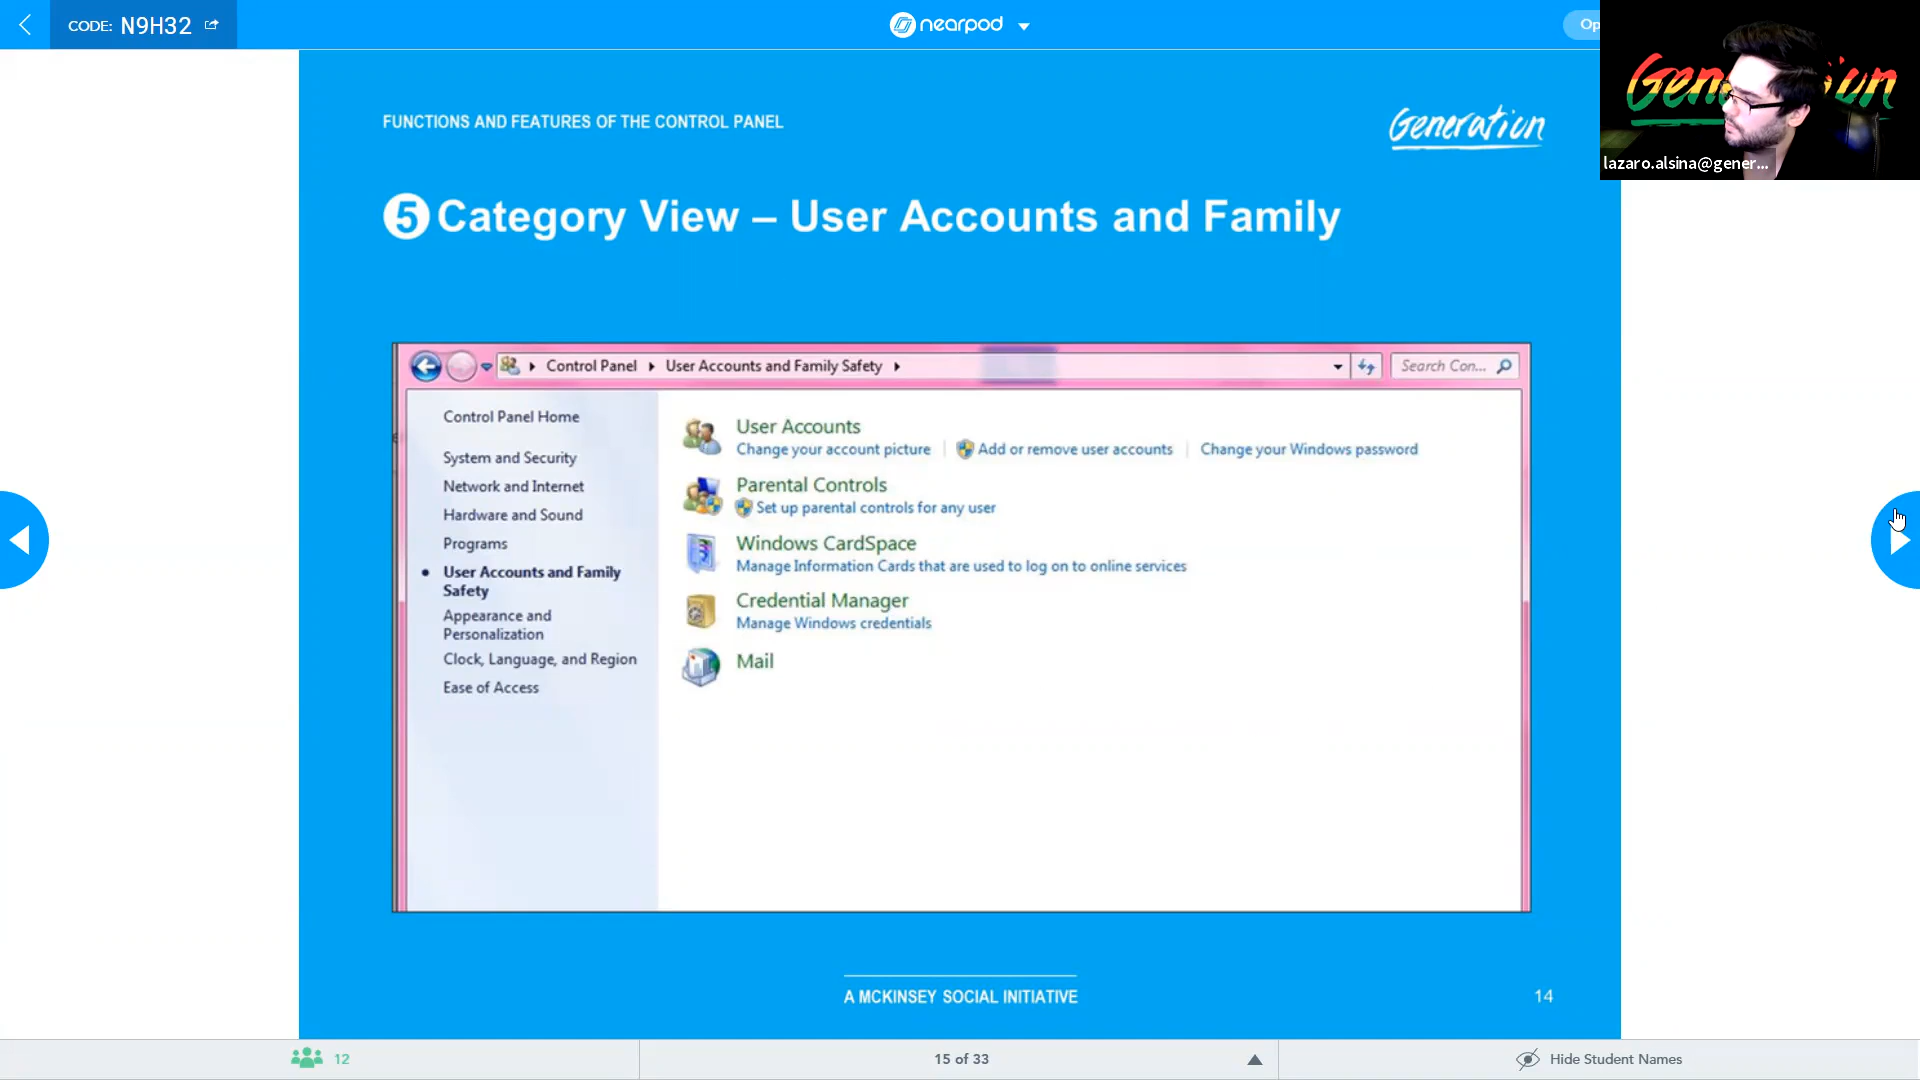 CODE: N9H32
nearpod
Op
Generation
lazaro.alsina@gener...
FUNCTIONS AND FEATURES OF THE CONTROL PANEL
Generation
5 Category View – User Accounts and Family
Control Panel
User Accounts and Family Safety
Search Con...
Control Panel Home
System and Security
Network and Internet
Hardware and Sound
Programs
User Accounts and Family
Safety
Appearance and
Personalization
Clock, Language, and Region
Ease of Access
User Accounts
Change your account picture
Add or remove user accounts
Change your Windows password
Parental Controls
Set up parental controls for any user
Windows CardSpace
Manage Information Cards that are used to log on to online services
Credential Manager
Manage Windows credentials
Mail
A MCKINSEY SOCIAL INITIATIVE
14
12
15 of 33
Hide Student Names